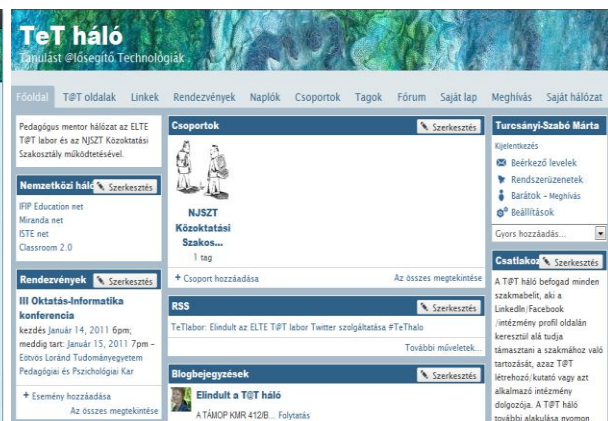 TeT háló
Tanulást @lősegítő Technológiák
Főoldal T@T oldalak Linkek Rendezvények Naplók Csoportok Tagok Fórum Saját lap Meghívás Saját hálózat
Pedagógus mentor hálózat az ELTE
T@T labor és az NJSZT Közoktatási
Szakosztály működtetésével.
Nemzetközi háló Szerkesztés
IFIP Education net
Miranda net
ISTE net
Classroom 2.0
Rendezvények Szerkesztés
III Oktatás-Informatika
konferencia
kezdés Január 14, 2011 6pm;
meddig tart: Január 15, 2011 7pm –
Eötvös Loránd Tudományegyetem
Pedagógiai és Pszichológiai Kar
+ Esemény hozzáadása
Az összes megtekintése
Csoportok Szerkesztés
NJSZT
Közoktatási
Szakos...
1 tag
+ Csoport hozzáadása Az összes megtekintése
RSS Szerkesztés
TeTlabor: Elindult az ELTE T@T labor Twitter szolgáltatása #TeThalo
További műveletek...
Blogbejegyzések Szerkesztés
Elindult a T@T háló
A TÁMOP KMR 412/B... Folytatás
Turcsányi-Szabó Márta
Kijelentkezés
Beérkező levelek
Rendszerüzenetek
Barátok – Meghívás
Beállítások
Gyors hozzáadás...
Csatlakoz Szerkesztés
A T@T háló befogad minden
szakmabelit, aki a
LinkedIn/Facebook
/intézmény profil oldalán
keresztül alá tudja
támasztani a szakmához való
tartozását, azaz T@T
létrehozó/kutató vagy azt
alkalmazó intézmény
dolgozója. A T@T háló
további alakulása nyomon